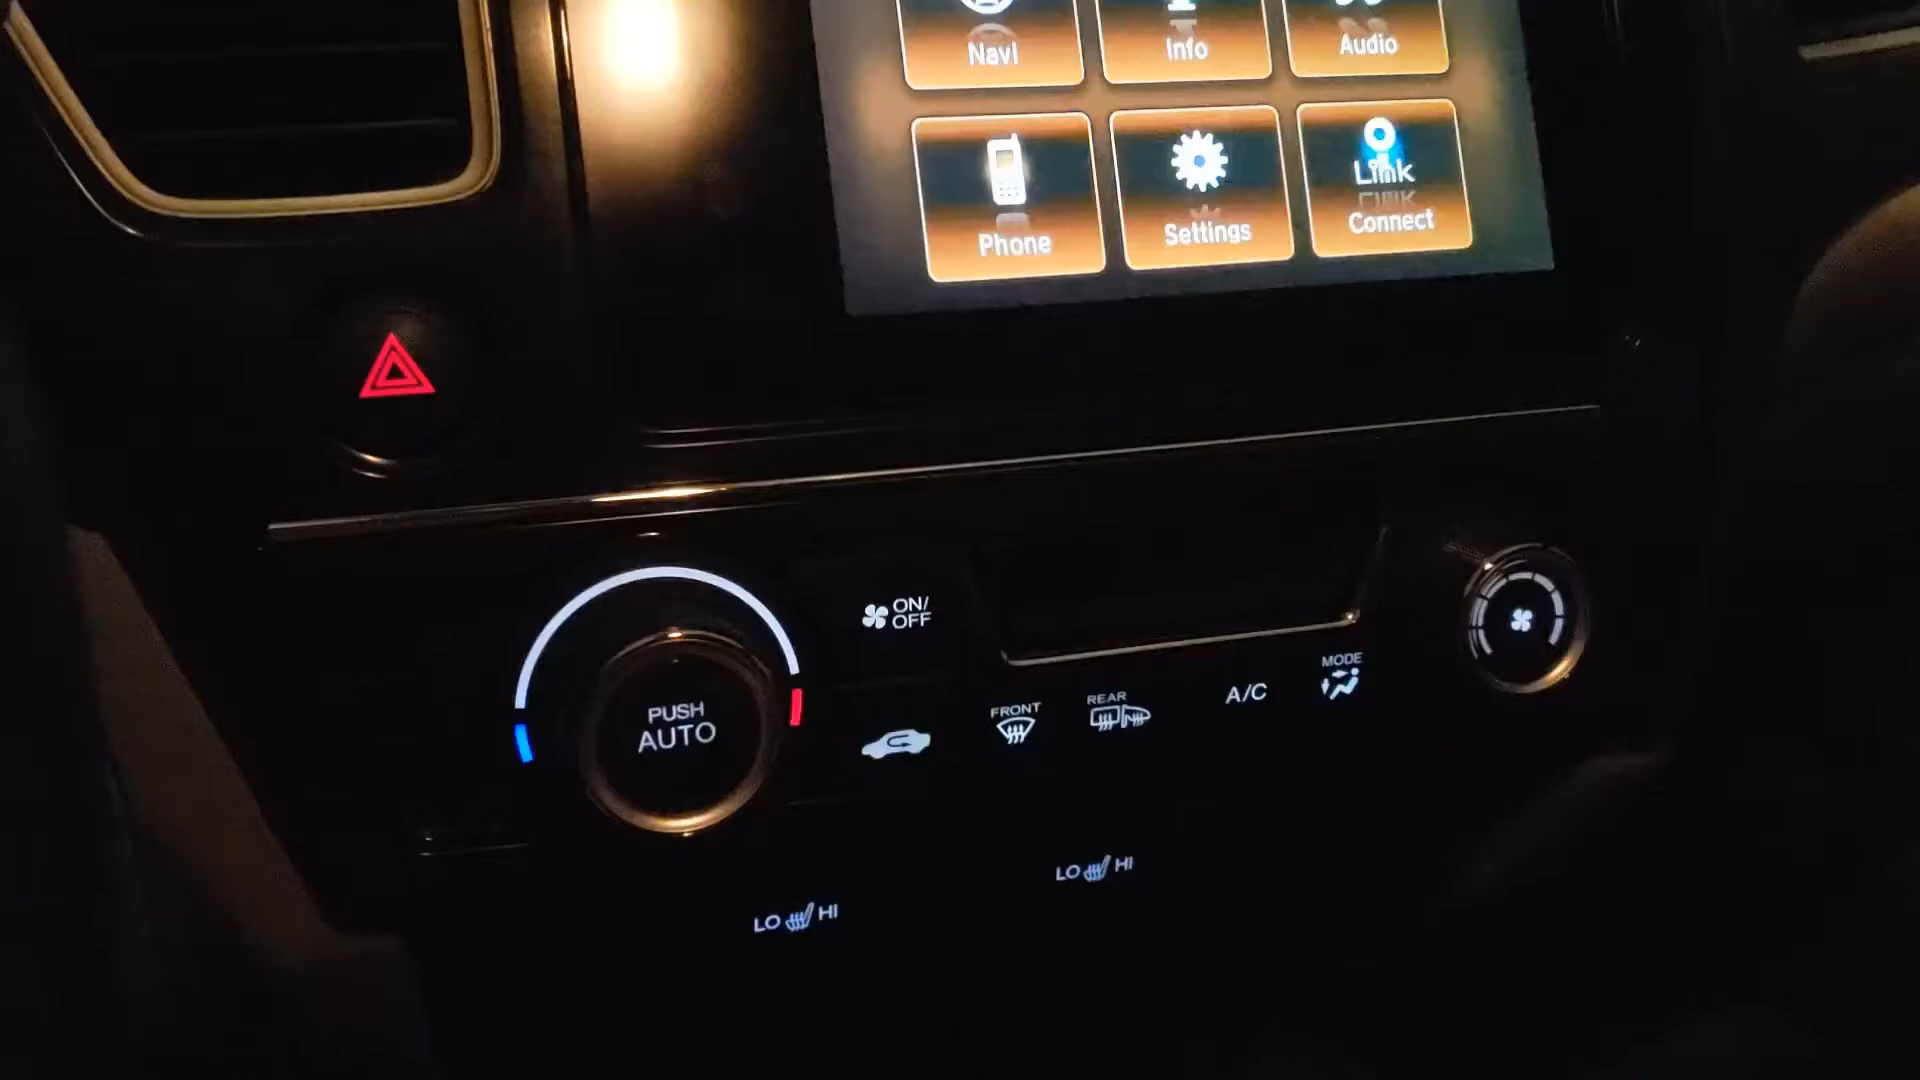 Navi
Info
Audio
Phone
Settings
Link
Connect
ON/
OFF
PUSH
AUTO
FRONT
REAR
A/C
MODE
LO HI
LO HI